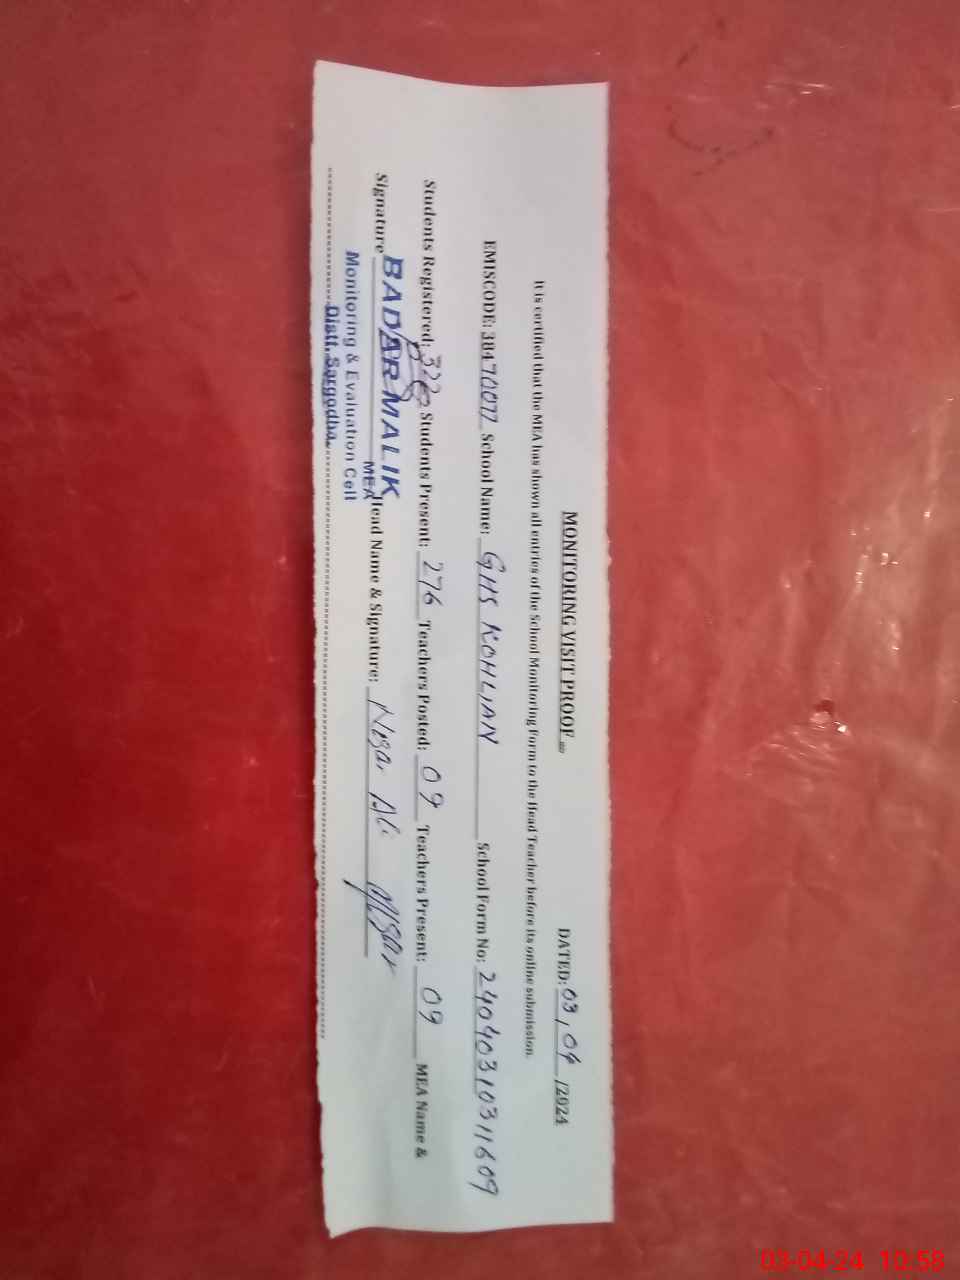 MONITORING VISIT PROOF
DATED: 03,04 /2024
It is certified that the MEA has shown all entries of the School Monitoring Form to the Head Teacher before its online submission.
EMISCODE: 38470077 School Name: GHS KOHLIAN School Form No: 24040310311609
Students Registered: Students Present: 276 Teachers Posted: 09 Teachers Present: 09 MEA Name &
Signature BADAR MALIK Head Name & Signature: Nisar Ali
MEA
Monitoring & Evaluation Cell
Distt. Sargodha.
03-04-24 10:58